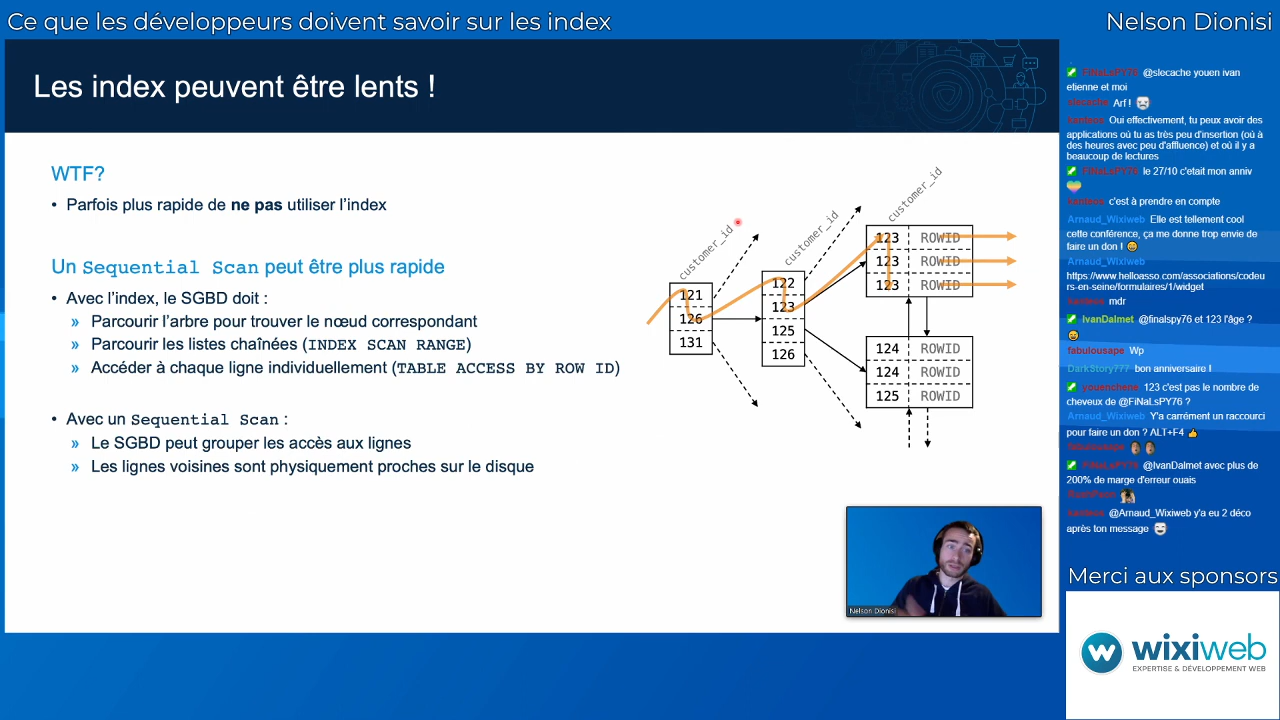 Ce que les développeurs doivent savoir sur les index
Nelson Dionisi
Les index peuvent être lents !
WTF?
• Parfois plus rapide de ne pas utiliser l'index
Un Sequential Scan peut être plus rapide
• Avec l'index, le SGBD doit :
» Parcourir l'arbre pour trouver le nœud correspondant
» Parcourir les listes chaînées (INDEX SCAN RANGE)
» Accéder à chaque ligne individuellement (TABLE ACCESS BY ROW ID)
• Avec un Sequential Scan :
» Le SGBD peut grouper les accès aux lignes
» Les lignes voisines sont physiquement proches sur le disque
customer_id
121
126
131
customer_id
122
123
125
126
customer_id
123 ROWID
123 ROWID
123 ROWID
124 ROWID
124 ROWID
125 ROWID
Nelson Dionisi
FiNaLsPY76 @slecache youen ivan
etienne et moi
slecache Arf !
Oui effectivement, tu peux avoir des
applications où tu as très peu d'insertion (où à
des heures avec peu d'affluence) et où il y a
beaucoup de lectures
FiNaLsPY76 le 27/10 c'etait mon anniv
c'est à prendre en compte
Arnaud_Wixiweb Elle est tellement cool
cette conférence, ça me donne trop envie de
faire un don !
Arnaud_Wixiweb
https://www.helloasso.com/associations/codeu
rs-en-seine/formulaires/1/widget
mdr
IvanDalmet @finalspy76 et 123 l'âge ?
fabulousape Wp
DarkStory777 bon anniversaire !
youenchene 123 c'est pas le nombre de
cheveux de @FiNaLsPY76 ?
Arnaud_Wixiweb Y'a carrément un raccourci
pour faire un don ? ALT+F4
fabulousape
FiNaLsPY76 @IvanDalmet avec plus de
200% de marge d'erreur ouais
@Arnaud_Wixiweb y'a eu 2 déco
après ton message
Merci aux sponsors
w wixiweb
EXPERTISE & DÉVELOPPEMENT WEB